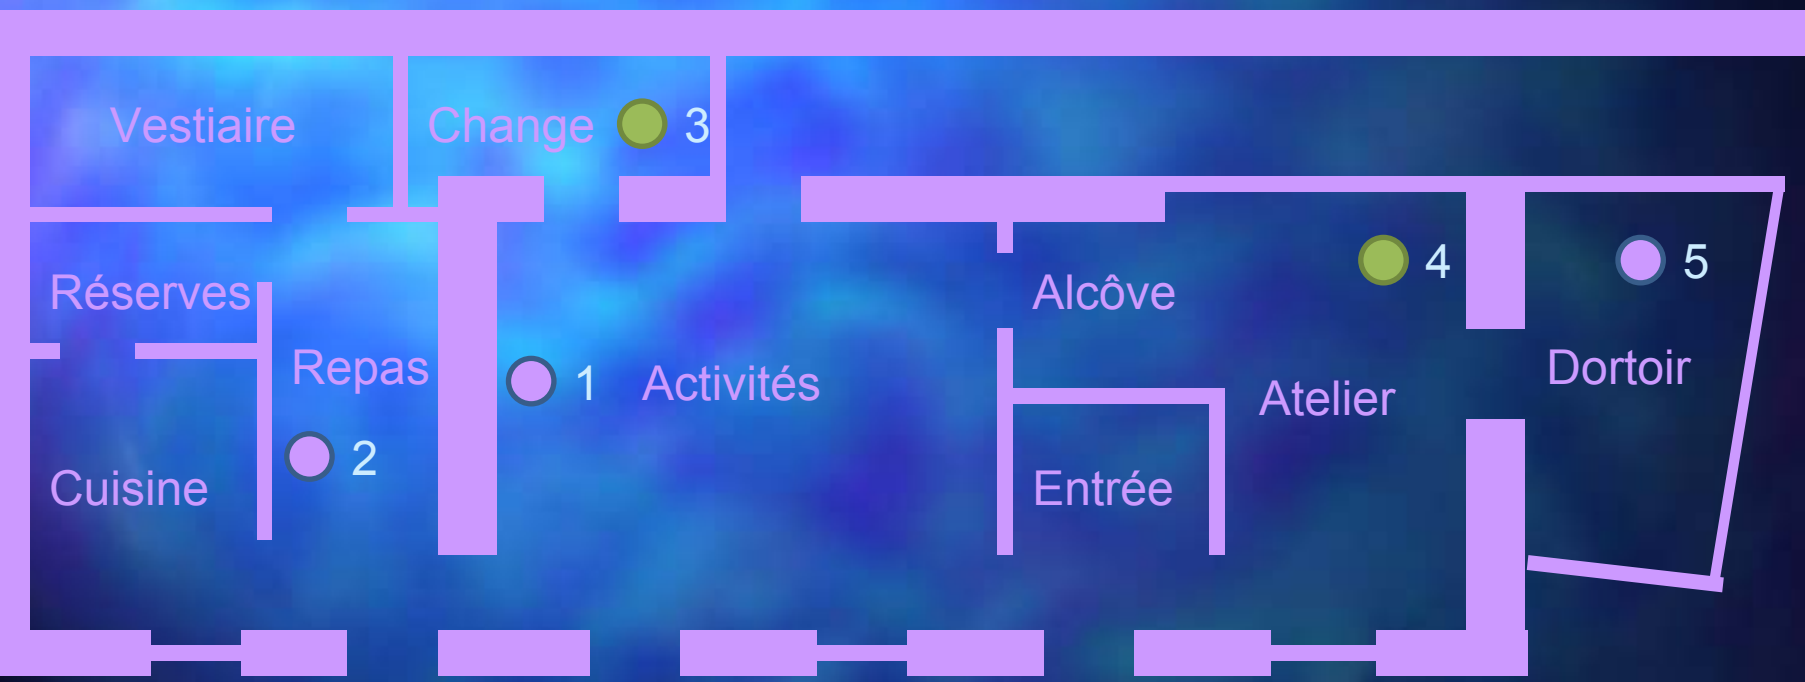 Vestiaire
Change
3
Réserves
Alcôve
4
5
Repas
1
Activités
Atelier
Dortoir
2
Cuisine
Entrée